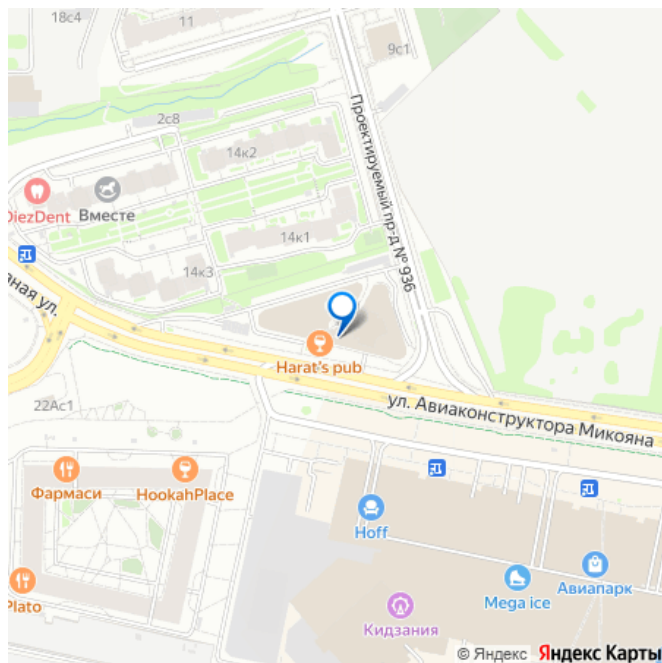 18с4
11
9с1
2с8
Проектируемый пр-д № 936
14к2
DiezDent
Вместе
14к1
14к3
вная ул.
Harat's pub
ул. Авиаконструктора Микояна
22Ас1
Фармаси
HookahPlace
Hoff
Авиапарк
Mega ice
Plato
Кидзания
© Яндекс Яндекс Карты